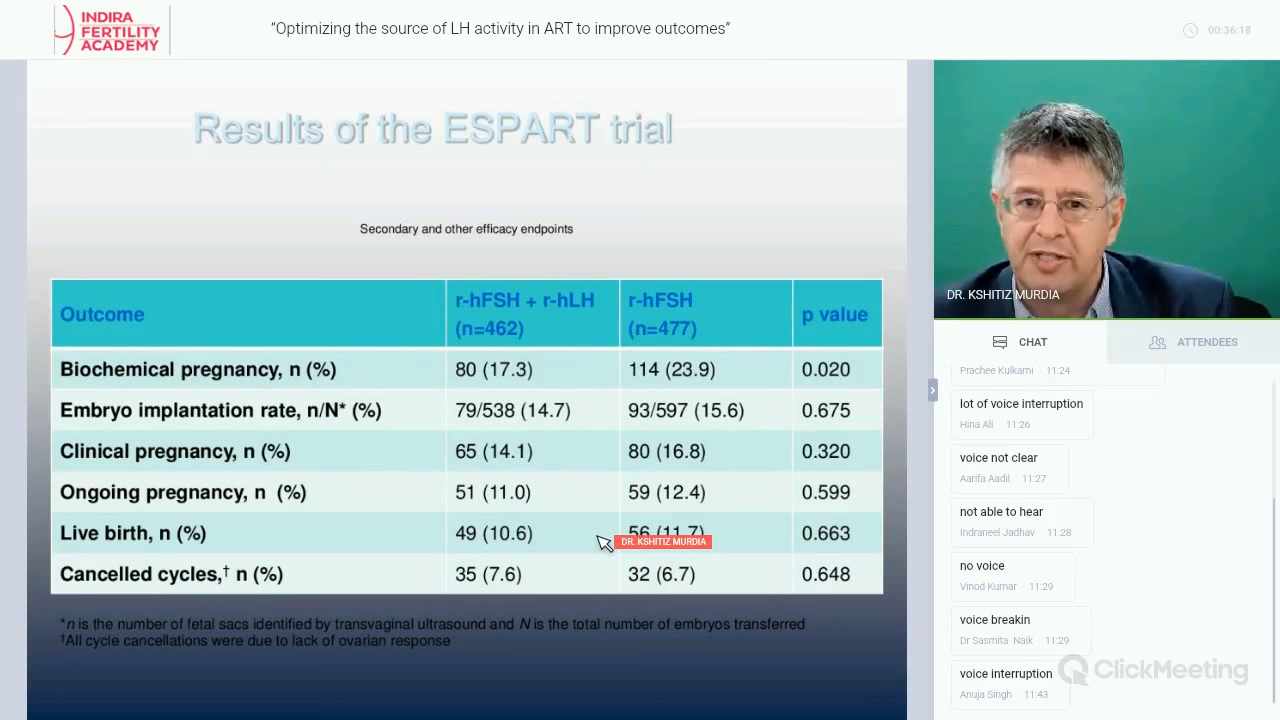 INDIRA
FERTILITY
ACADEMY
“Optimizing the source of LH activity in ART to improve outcomes”
00:36:18
Results of the ESPART trial
Secondary and other efficacy endpoints
Outcome r-hFSH + r-hLH (n=462) r-hFSH (n=477) p value
Biochemical pregnancy, n (%) 80 (17.3) 114 (23.9) 0.020
Embryo implantation rate, n/N* (%) 79/538 (14.7) 93/597 (15.6) 0.675
Clinical pregnancy, n (%) 65 (14.1) 80 (16.8) 0.320
Ongoing pregnancy, n (%) 51 (11.0) 59 (12.4) 0.599
Live birth, n (%) 49 (10.6) 56 (11.7) 0.663
DR. KSHITIZ MURDIA
Cancelled cycles,† n (%) 35 (7.6) 32 (6.7) 0.648
*n is the number of fetal sacs identified by transvaginal ultrasound and N is the total number of embryos transferred
†All cycle cancellations were due to lack of ovarian response
DR. KSHITIZ MURDIA
CHAT ATTENDEES
Prachee Kulkarni 11:24
lot of voice interruption
Hina Ali 11:26
voice not clear
Aarifa Aadil 11:27
not able to hear
Indraneel Jadhav 11:28
no voice
Vinod Kumar 11:29
voice breakin
Dr Sasmita Naik 11:29
voice interruption
Anuja Singh 11:43
ClickMeeting